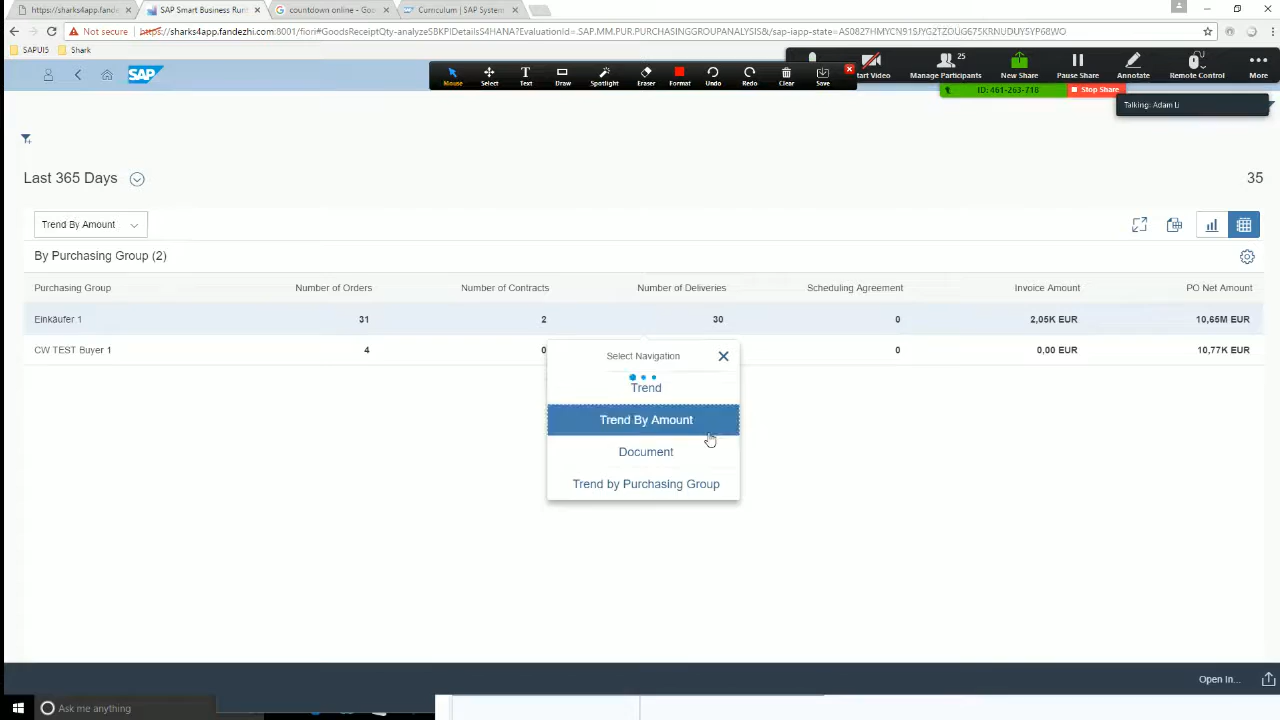 https://sharks4app.fandezhi.com
SAP Smart Business Runt
countdown online - Goo
Curriculum | SAP System
Not secure
https://sharks4app.fandezhi.com:8001/fiori#GoodsReceiptQty-analyzeSBKPIDetailsS4HANA?EvaluationId=.SAP.MM.PUR.PURCHASINGGROUPANALYSIS&/sap-iapp-state=AS0827HMYCN91SJYG2TZOUG675KRNUDUY5YP68WO
SAPUI5
Shark
SAP
Mouse
Select
Text
Draw
Spotlight
Eraser
Format
Undo
Redo
Clear
Save
tart Video
25
Manage Participants
New Share
Pause Share
Annotate
Remote Control
More
ID: 461-263-718
Stop Share
Talking: Adam Li
Last 365 Days
35
Trend By Amount
By Purchasing Group (2)
Purchasing Group Number of Orders Number of Contracts Number of Deliveries Scheduling Agreement Invoice Amount PO Net Amount
Einkäufer 1 31 2 30 0 2,05K EUR 10,65M EUR
CW TEST Buyer 1 4 0 0 0,00 EUR 10,77K EUR
Select Navigation
Trend
Trend By Amount
Document
Trend by Purchasing Group
Open In...
Ask me anything